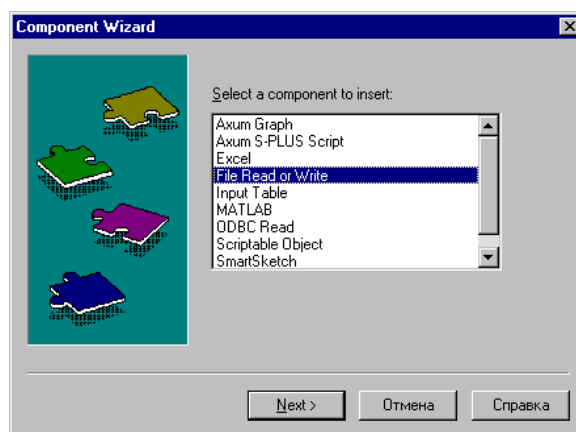 Component Wizard
Select a component to insert:
Axum Graph
Axum S-PLUS Script
Excel
File Read or Write
Input Table
MATLAB
ODBC Read
Scriptable Object
SmartSketch
Next > Отмена Справка